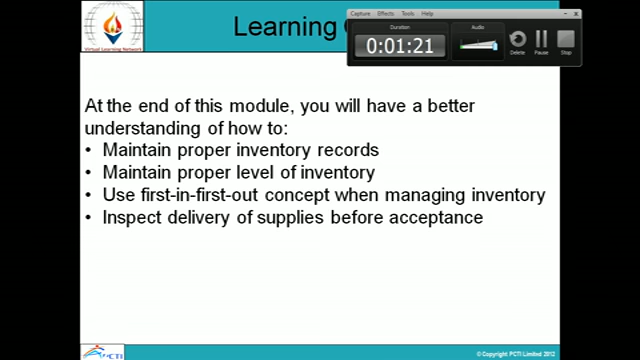 Learning
Virtual Learning Network
Capture Effects Tools Help
Duration
0:01:21
Audio
Delete
Pause
Stop
At the end of this module, you will have a better
understanding of how to:
• Maintain proper inventory records
• Maintain proper level of inventory
• Use first-in-first-out concept when managing inventory
• Inspect delivery of supplies before acceptance
PCTI
© Copyright PCTI Limited 2012